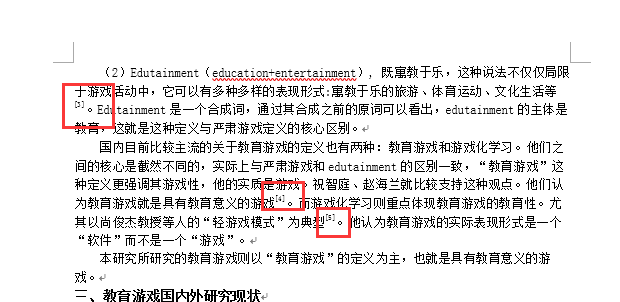 （2）Edutainment（education+entertainment），既寓教于乐，这种说法不仅仅局限
于游戏活动中，它可以有多种多样的表现形式:寓教于乐的旅游、体育运动、文化生活等
[3]。Edutainment 是一个合成词，通过其合成之前的原词可以看出，edutainment 的主体是
教育，这就是这种定义与严肃游戏定义的核心区别。
国内目前比较主流的关于教育游戏的定义也有两种：教育游戏和游戏化学习。他们之
间的核心是截然不同的，实际上与严肃游戏和 edutainment 的区别一致，“教育游戏”这
种定义更强调其游戏性，他的实质是游戏，祝智庭、赵海兰就比较支持这种观点。他们认
为教育游戏就是具有教育意义的游戏[4]。而游戏化学习则重点体现教育游戏的教育性。尤
其以尚俊杰教授等人的“轻游戏模式”为典型[5]。他认为教育游戏的实际表现形式是一个
“软件”而不是一个“游戏”。
本研究所研究的教育游戏则以“教育游戏”的定义为主，也就是具有教育意义的游
戏。
三、教育游戏国内外研究现状